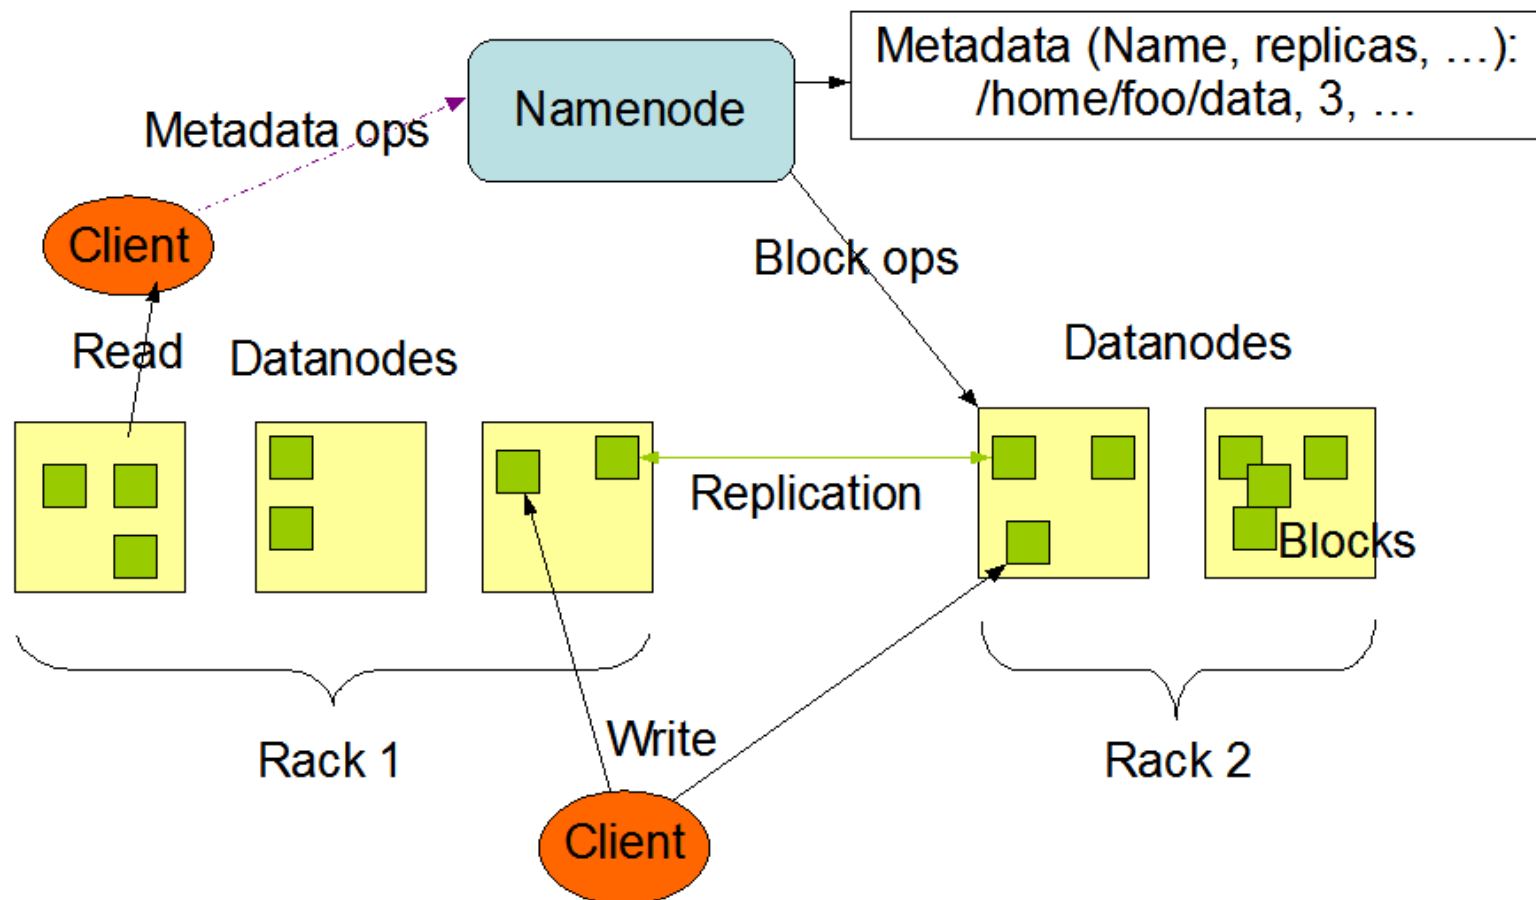 Metadata (Name, replicas, …):
/home/foo/data, 3, …
Namenode
Metadata ops
Client
Block ops
Read
Datanodes
Datanodes
Replication
Blocks
Rack 1
Write
Rack 2
Client